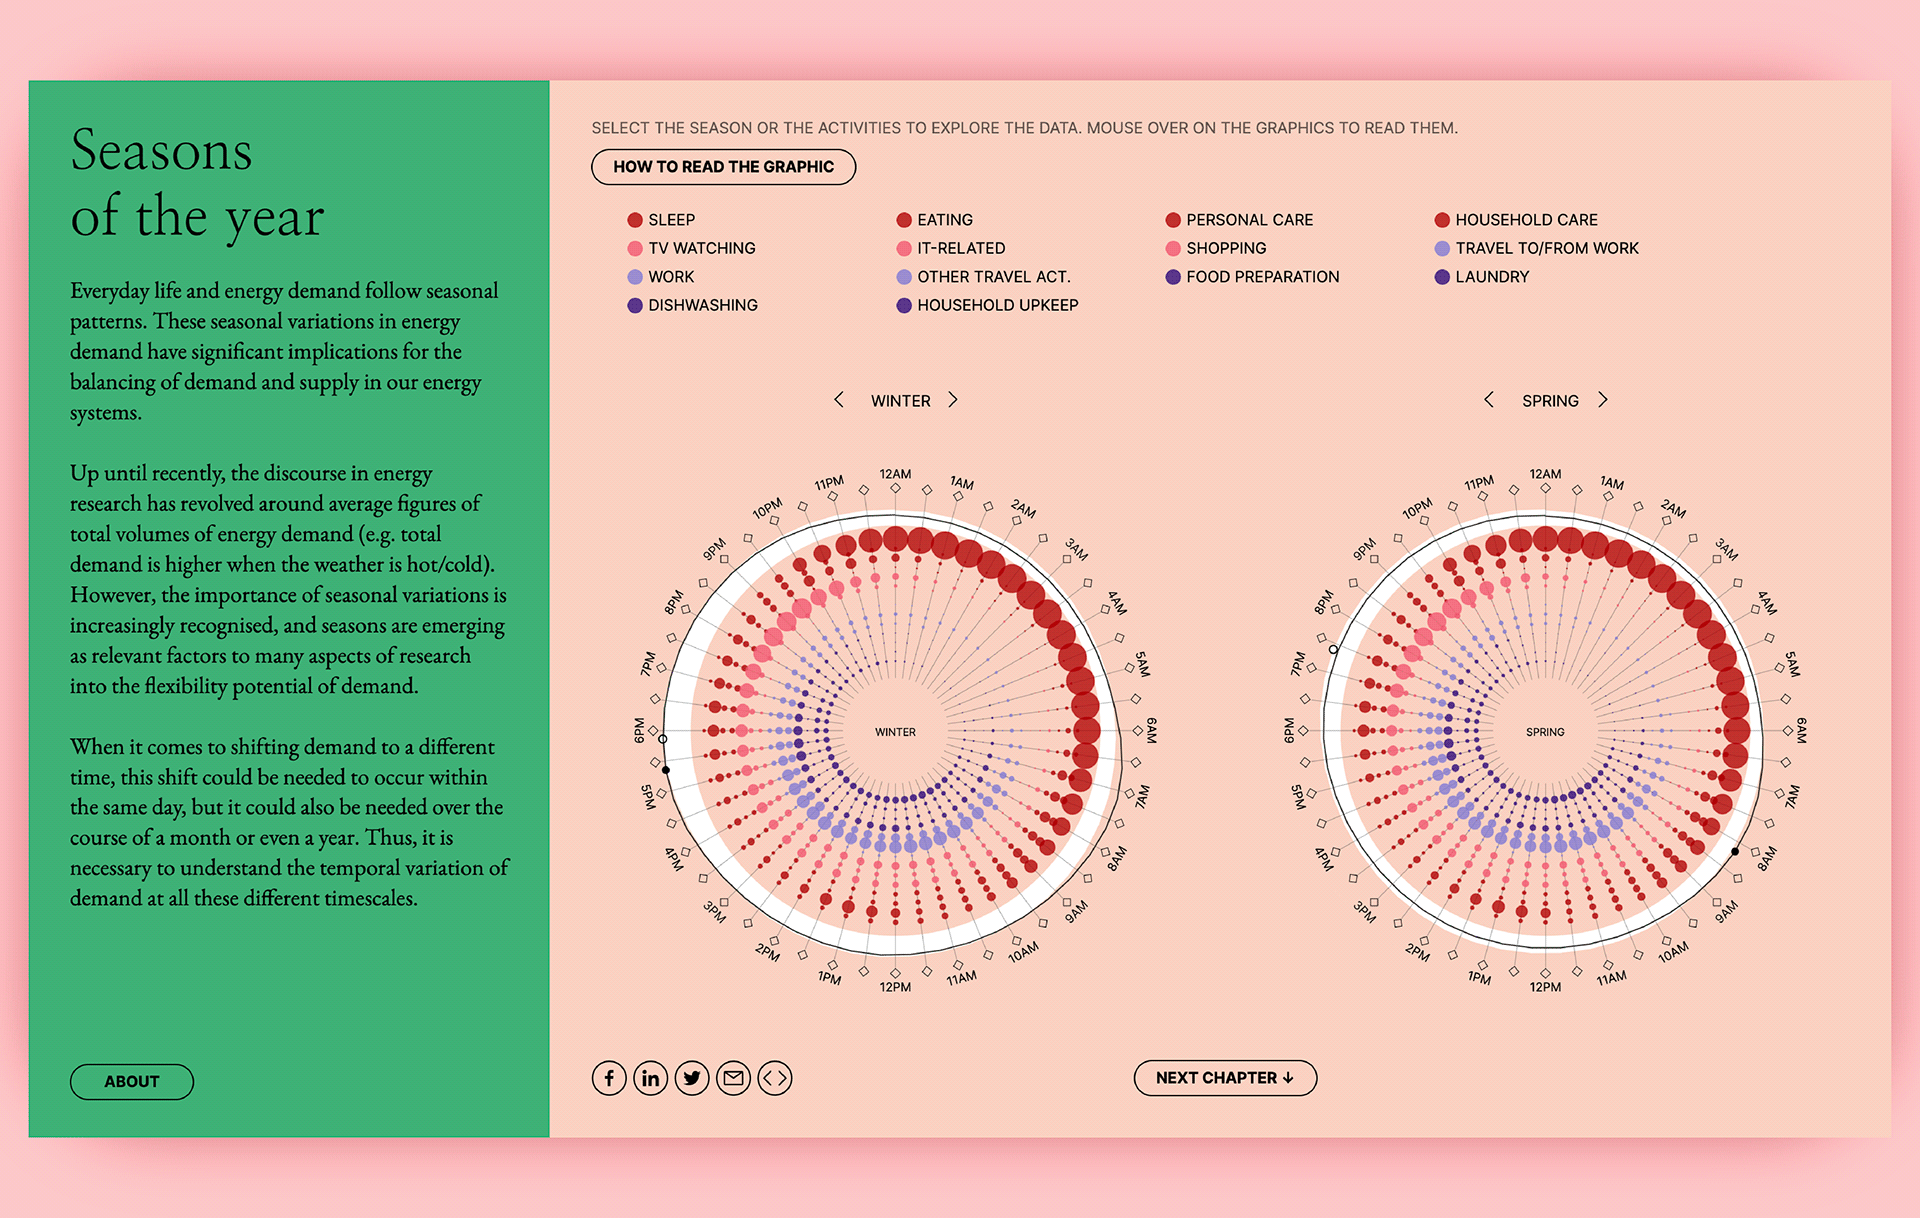 Seasons
of the year
Everyday life and energy demand follow seasonal
patterns. These seasonal variations in energy
demand have significant implications for the
balancing of demand and supply in our energy
systems.
Up until recently, the discourse in energy
research has revolved around average figures of
total volumes of energy demand (e.g. total
demand is higher when the weather is hot/cold).
However, the importance of seasonal variations is
increasingly recognised, and seasons are emerging
as relevant factors to many aspects of research
into the flexibility potential of demand.
When it comes to shifting demand to a different
time, this shift could be needed to occur within
the same day, but it could also be needed over the
course of a month or even a year. Thus, it is
necessary to understand the temporal variation of
demand at all these different timescales.
ABOUT
SELECT THE SEASON OR THE ACTIVITIES TO EXPLORE THE DATA. MOUSE OVER ON THE GRAPHICS TO READ THEM.
HOW TO READ THE GRAPHIC
SLEEP EATING PERSONAL CARE HOUSEHOLD CARE
TV WATCHING IT-RELATED SHOPPING TRAVEL TO/FROM WORK
WORK OTHER TRAVEL ACT. FOOD PREPARATION LAUNDRY
DISHWASHING HOUSEHOLD UPKEEP
WINTER
12AM
1AM
2AM
3AM
4AM
5AM
6AM
7AM
8AM
9AM
10AM
11AM
12PM
1PM
2PM
3PM
4PM
5PM
6PM
7PM
8PM
9PM
10PM
11PM
WINTER
SPRING
12AM
1AM
2AM
3AM
4AM
5AM
6AM
7AM
8AM
9AM
10AM
11AM
12PM
1PM
2PM
3PM
4PM
5PM
6PM
7PM
8PM
9PM
10PM
11PM
SPRING
f in
NEXT CHAPTER ↓